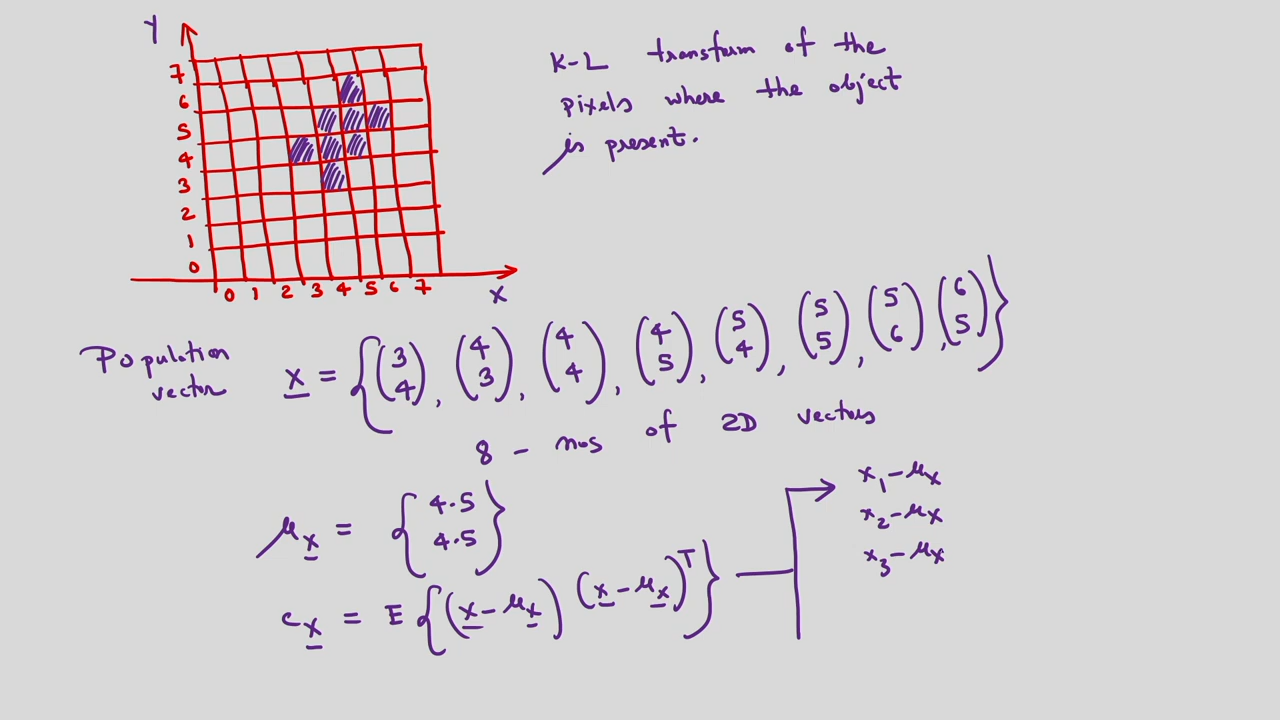 Y
7
6
5
4
3
2
1
0
0 1 2 3 4 5 6 7
X
K-L transform of the
pixels where the object
is present.
Population
vector
x = { (3 4), (4 3), (4 4), (4 5), (5 4), (5 5), (5 6), (6 5) }
8 - nos of 2D vectors
μx = { 4.5 4.5 }
cx = E { (x - μx) (x - μx)^T }
x1 - μx
x2 - μx
x3 - μx